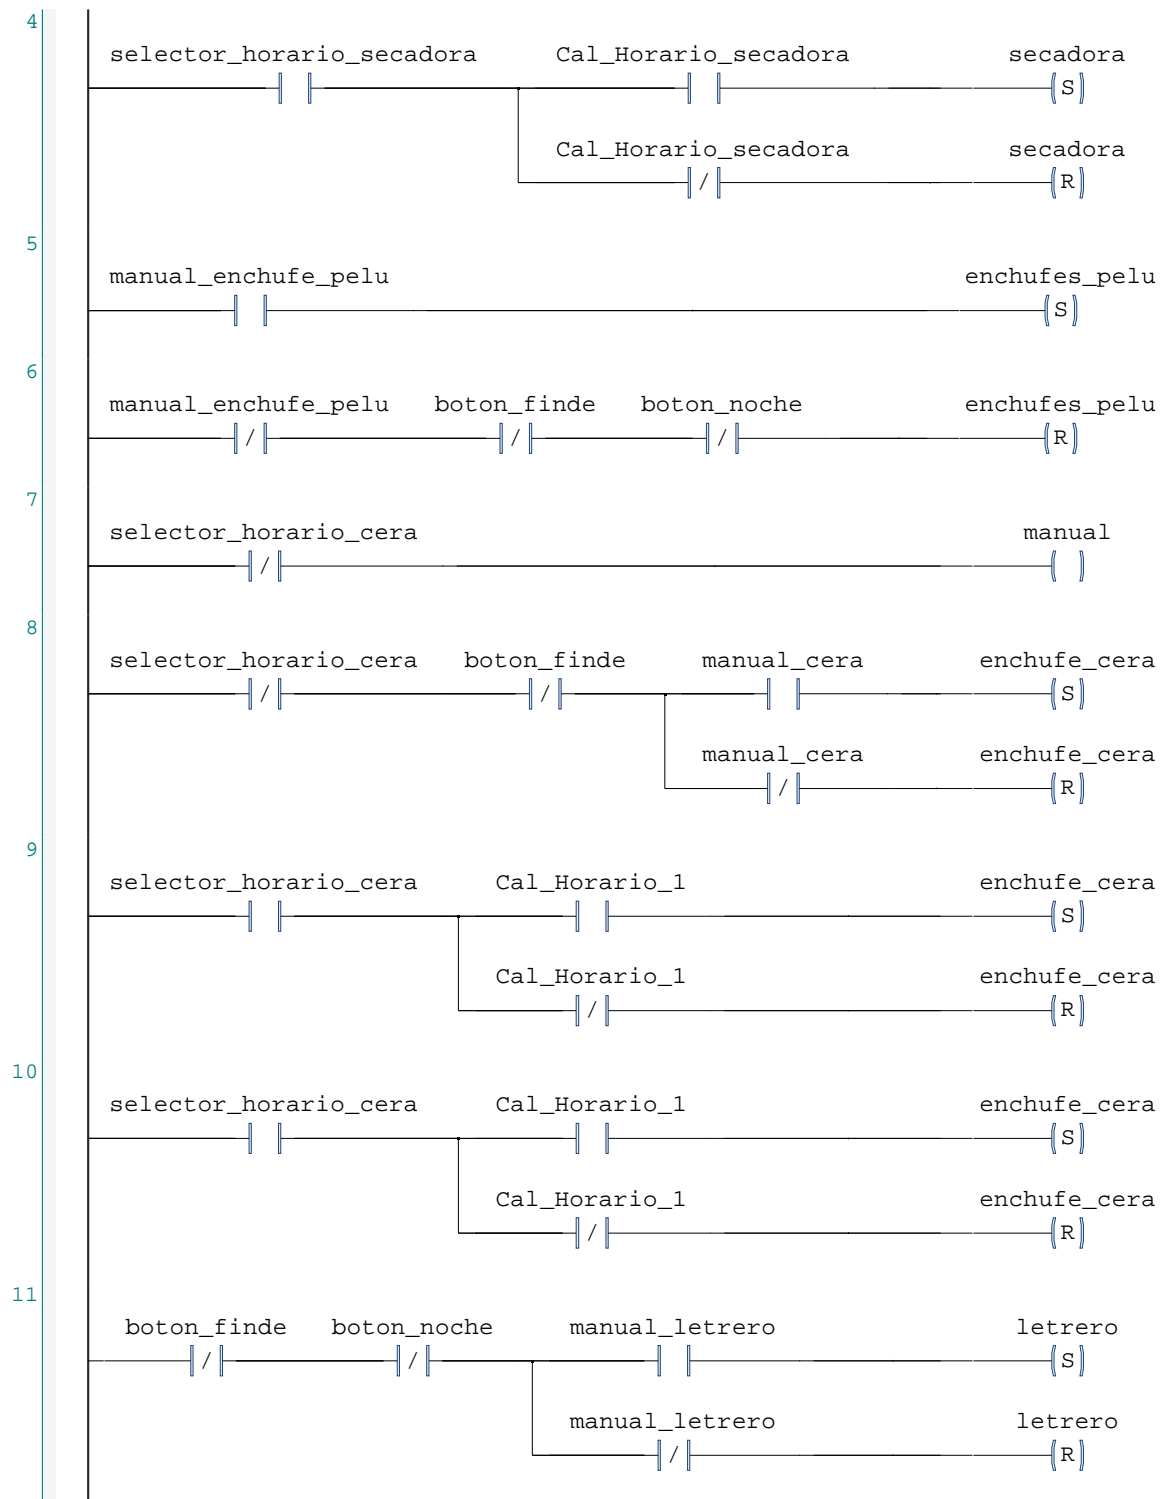 4
selector_horario_secadora Cal_Horario_secadora secadora
S
Cal_Horario_secadora secadora
/ R
5
manual_enchufe_pelu enchufes_pelu
S
6
manual_enchufe_pelu boton_finde boton_noche enchufes_pelu
/ / / R
7
selector_horario_cera manual
/
8
selector_horario_cera boton_finde manual_cera enchufe_cera
/ / S
manual_cera enchufe_cera
/ R
9
selector_horario_cera Cal_Horario_1 enchufe_cera
S
Cal_Horario_1 enchufe_cera
/ R
10
selector_horario_cera Cal_Horario_1 enchufe_cera
S
Cal_Horario_1 enchufe_cera
/ R
11
boton_finde boton_noche manual_letrero letrero
/ / S
manual_letrero letrero
/ R